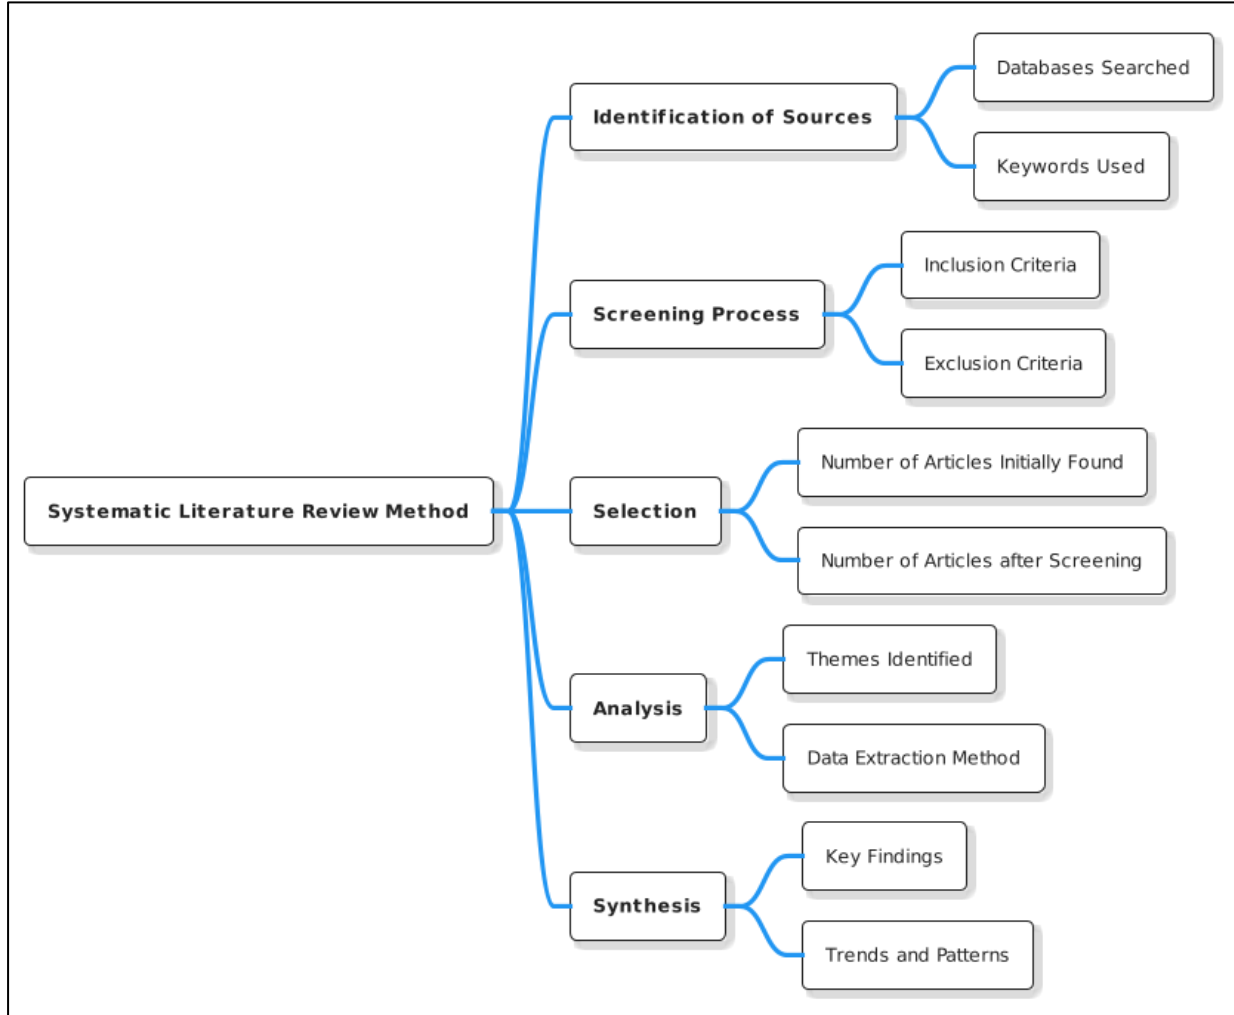 Systematic Literature Review Method
Identification of Sources
Databases Searched
Keywords Used
Screening Process
Inclusion Criteria
Exclusion Criteria
Selection
Number of Articles Initially Found
Number of Articles after Screening
Analysis
Themes Identified
Data Extraction Method
Synthesis
Key Findings
Trends and Patterns